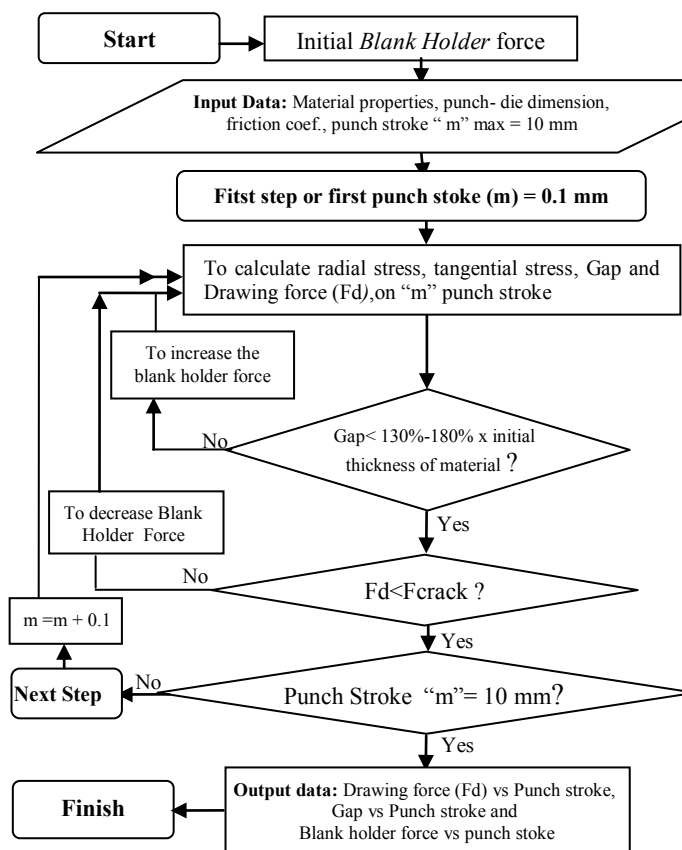 Start
Initial Blank Holder force
Input Data: Material properties, punch- die dimension,
friction coef., punch stroke “ m” max = 10 mm
Fitst step or first punch stoke (m) = 0.1 mm
To calculate radial stress, tangential stress, Gap and
Drawing force (Fd),on “m” punch stroke
To increase the
blank holder force
No
Gap< 130%-180% x initial
thickness of material ?
Yes
To decrease Blank
Holder Force
No
Fd<Fcrack ?
Yes
m =m + 0.1
Next Step
No
Punch Stroke “m”= 10 mm?
Yes
Output data: Drawing force (Fd) vs Punch stroke,
Gap vs Punch stroke and
Blank holder force vs punch stoke
Finish